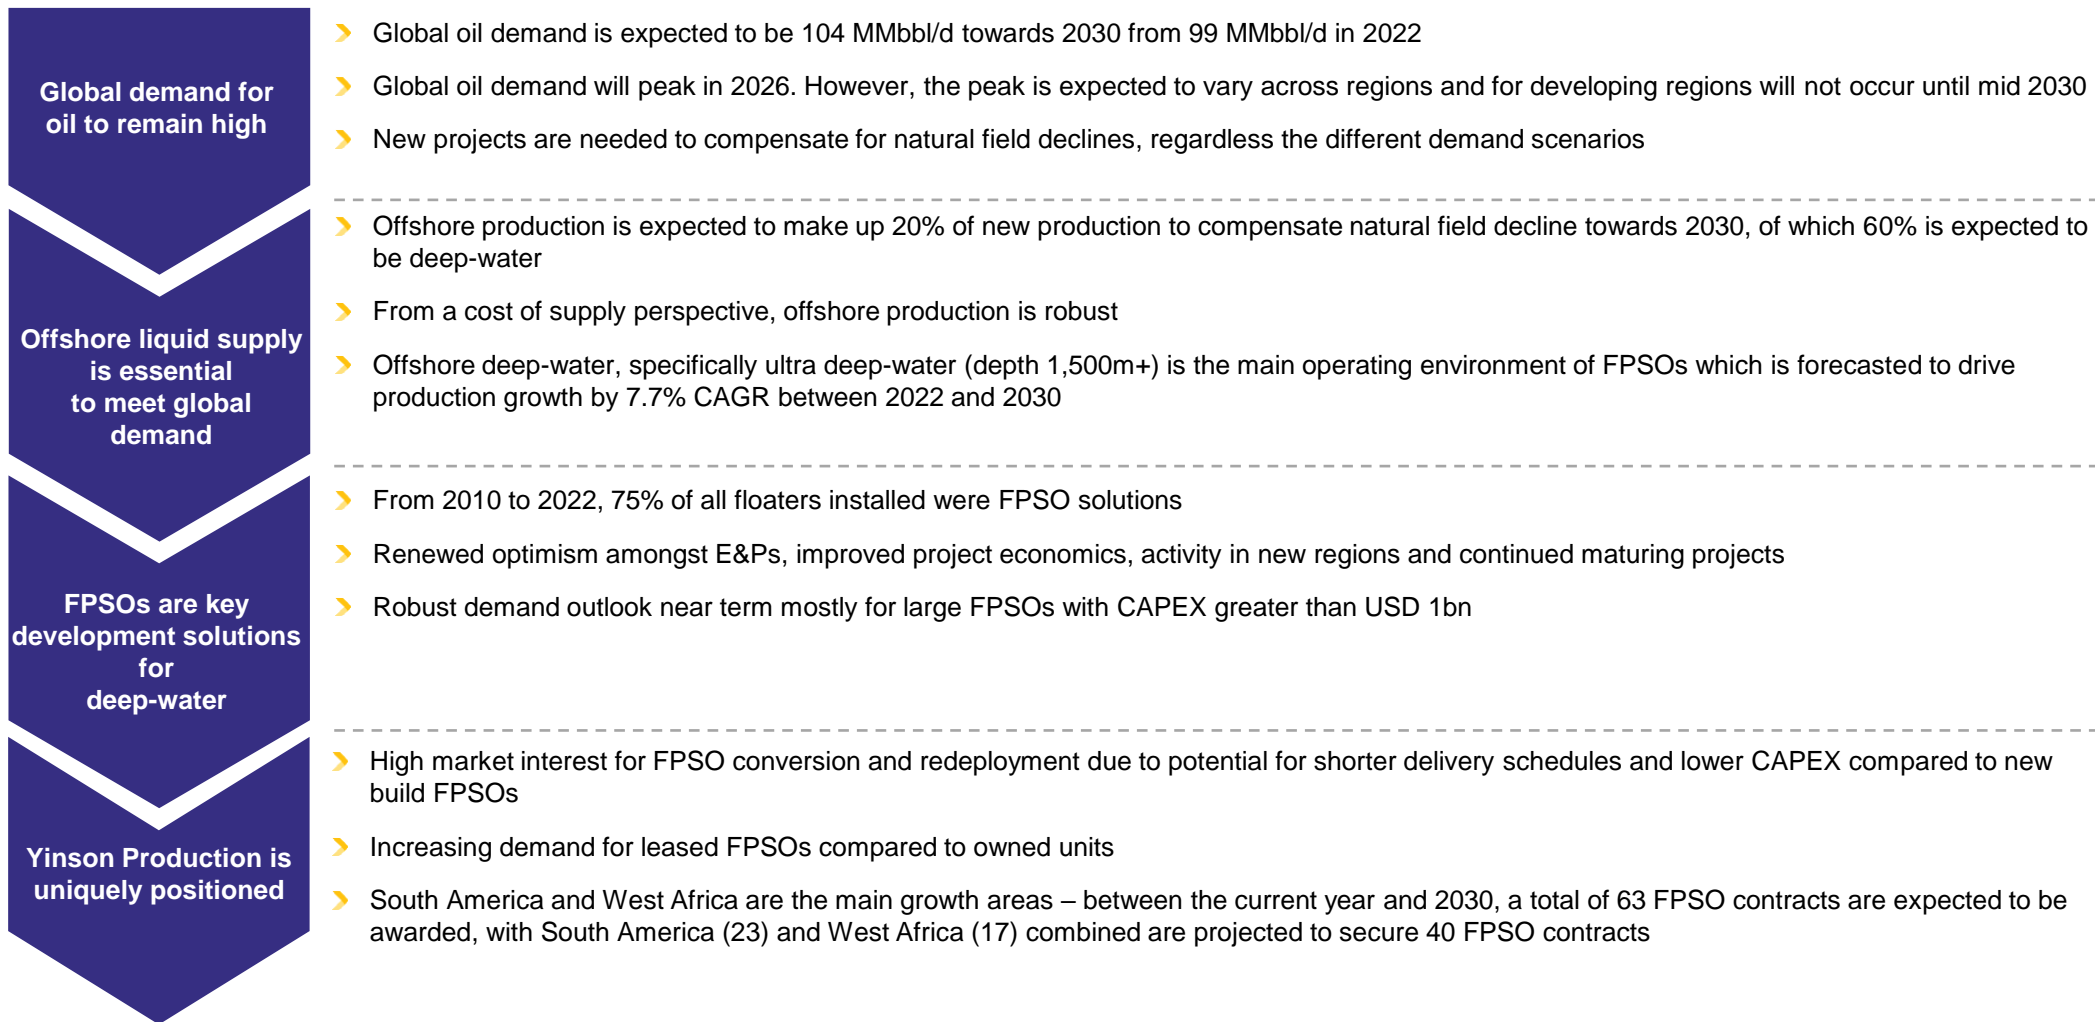 Global demand for
oil to remain high
Global oil demand is expected to be 104 MMbbl/d towards 2030 from 99 MMbbl/d in 2022
Global oil demand will peak in 2026. However, the peak is expected to vary across regions and for developing regions will not occur until mid 2030
New projects are needed to compensate for natural field declines, regardless the different demand scenarios
Offshore liquid supply
is essential
to meet global
demand
Offshore production is expected to make up 20% of new production to compensate natural field decline towards 2030, of which 60% is expected to
be deep-water
From a cost of supply perspective, offshore production is robust
Offshore deep-water, specifically ultra deep-water (depth 1,500m+) is the main operating environment of FPSOs which is forecasted to drive
production growth by 7.7% CAGR between 2022 and 2030
FPSOs are key
development solutions
for
deep-water
From 2010 to 2022, 75% of all floaters installed were FPSO solutions
Renewed optimism amongst E&Ps, improved project economics, activity in new regions and continued maturing projects
Robust demand outlook near term mostly for large FPSOs with CAPEX greater than USD 1bn
Yinson Production is
uniquely positioned
High market interest for FPSO conversion and redeployment due to potential for shorter delivery schedules and lower CAPEX compared to new
build FPSOs
Increasing demand for leased FPSOs compared to owned units
South America and West Africa are the main growth areas – between the current year and 2030, a total of 63 FPSO contracts are expected to be
awarded, with South America (23) and West Africa (17) combined are projected to secure 40 FPSO contracts